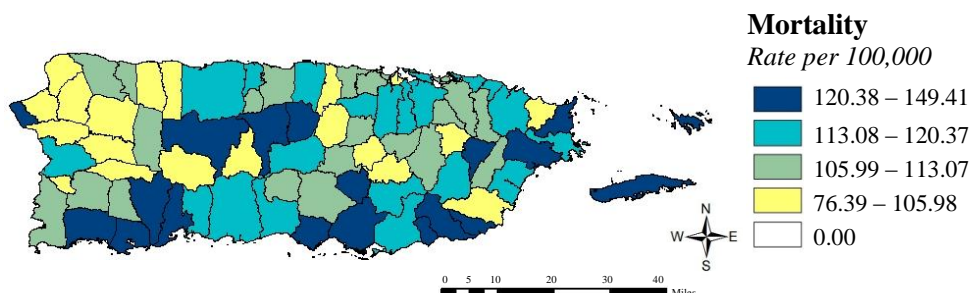 Mortality
Rate per 100,000
120.38 – 149.41
113.08 – 120.37
105.99 – 113.07
76.39 – 105.98
0.00
N
W E
S
0 5 10 20 30 40
Miles